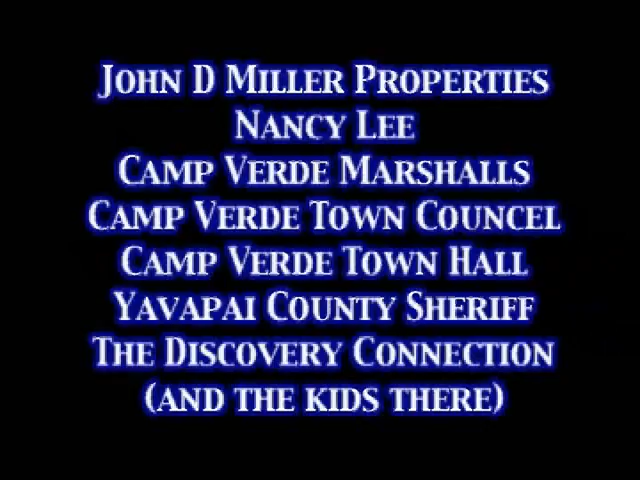 John D Miller Properties
Nancy Lee
Camp Verde Marshalls
Camp Verde Town Councel
Camp Verde Town Hall
Yavapai County Sheriff
The Discovery Connection
(and the kids there)